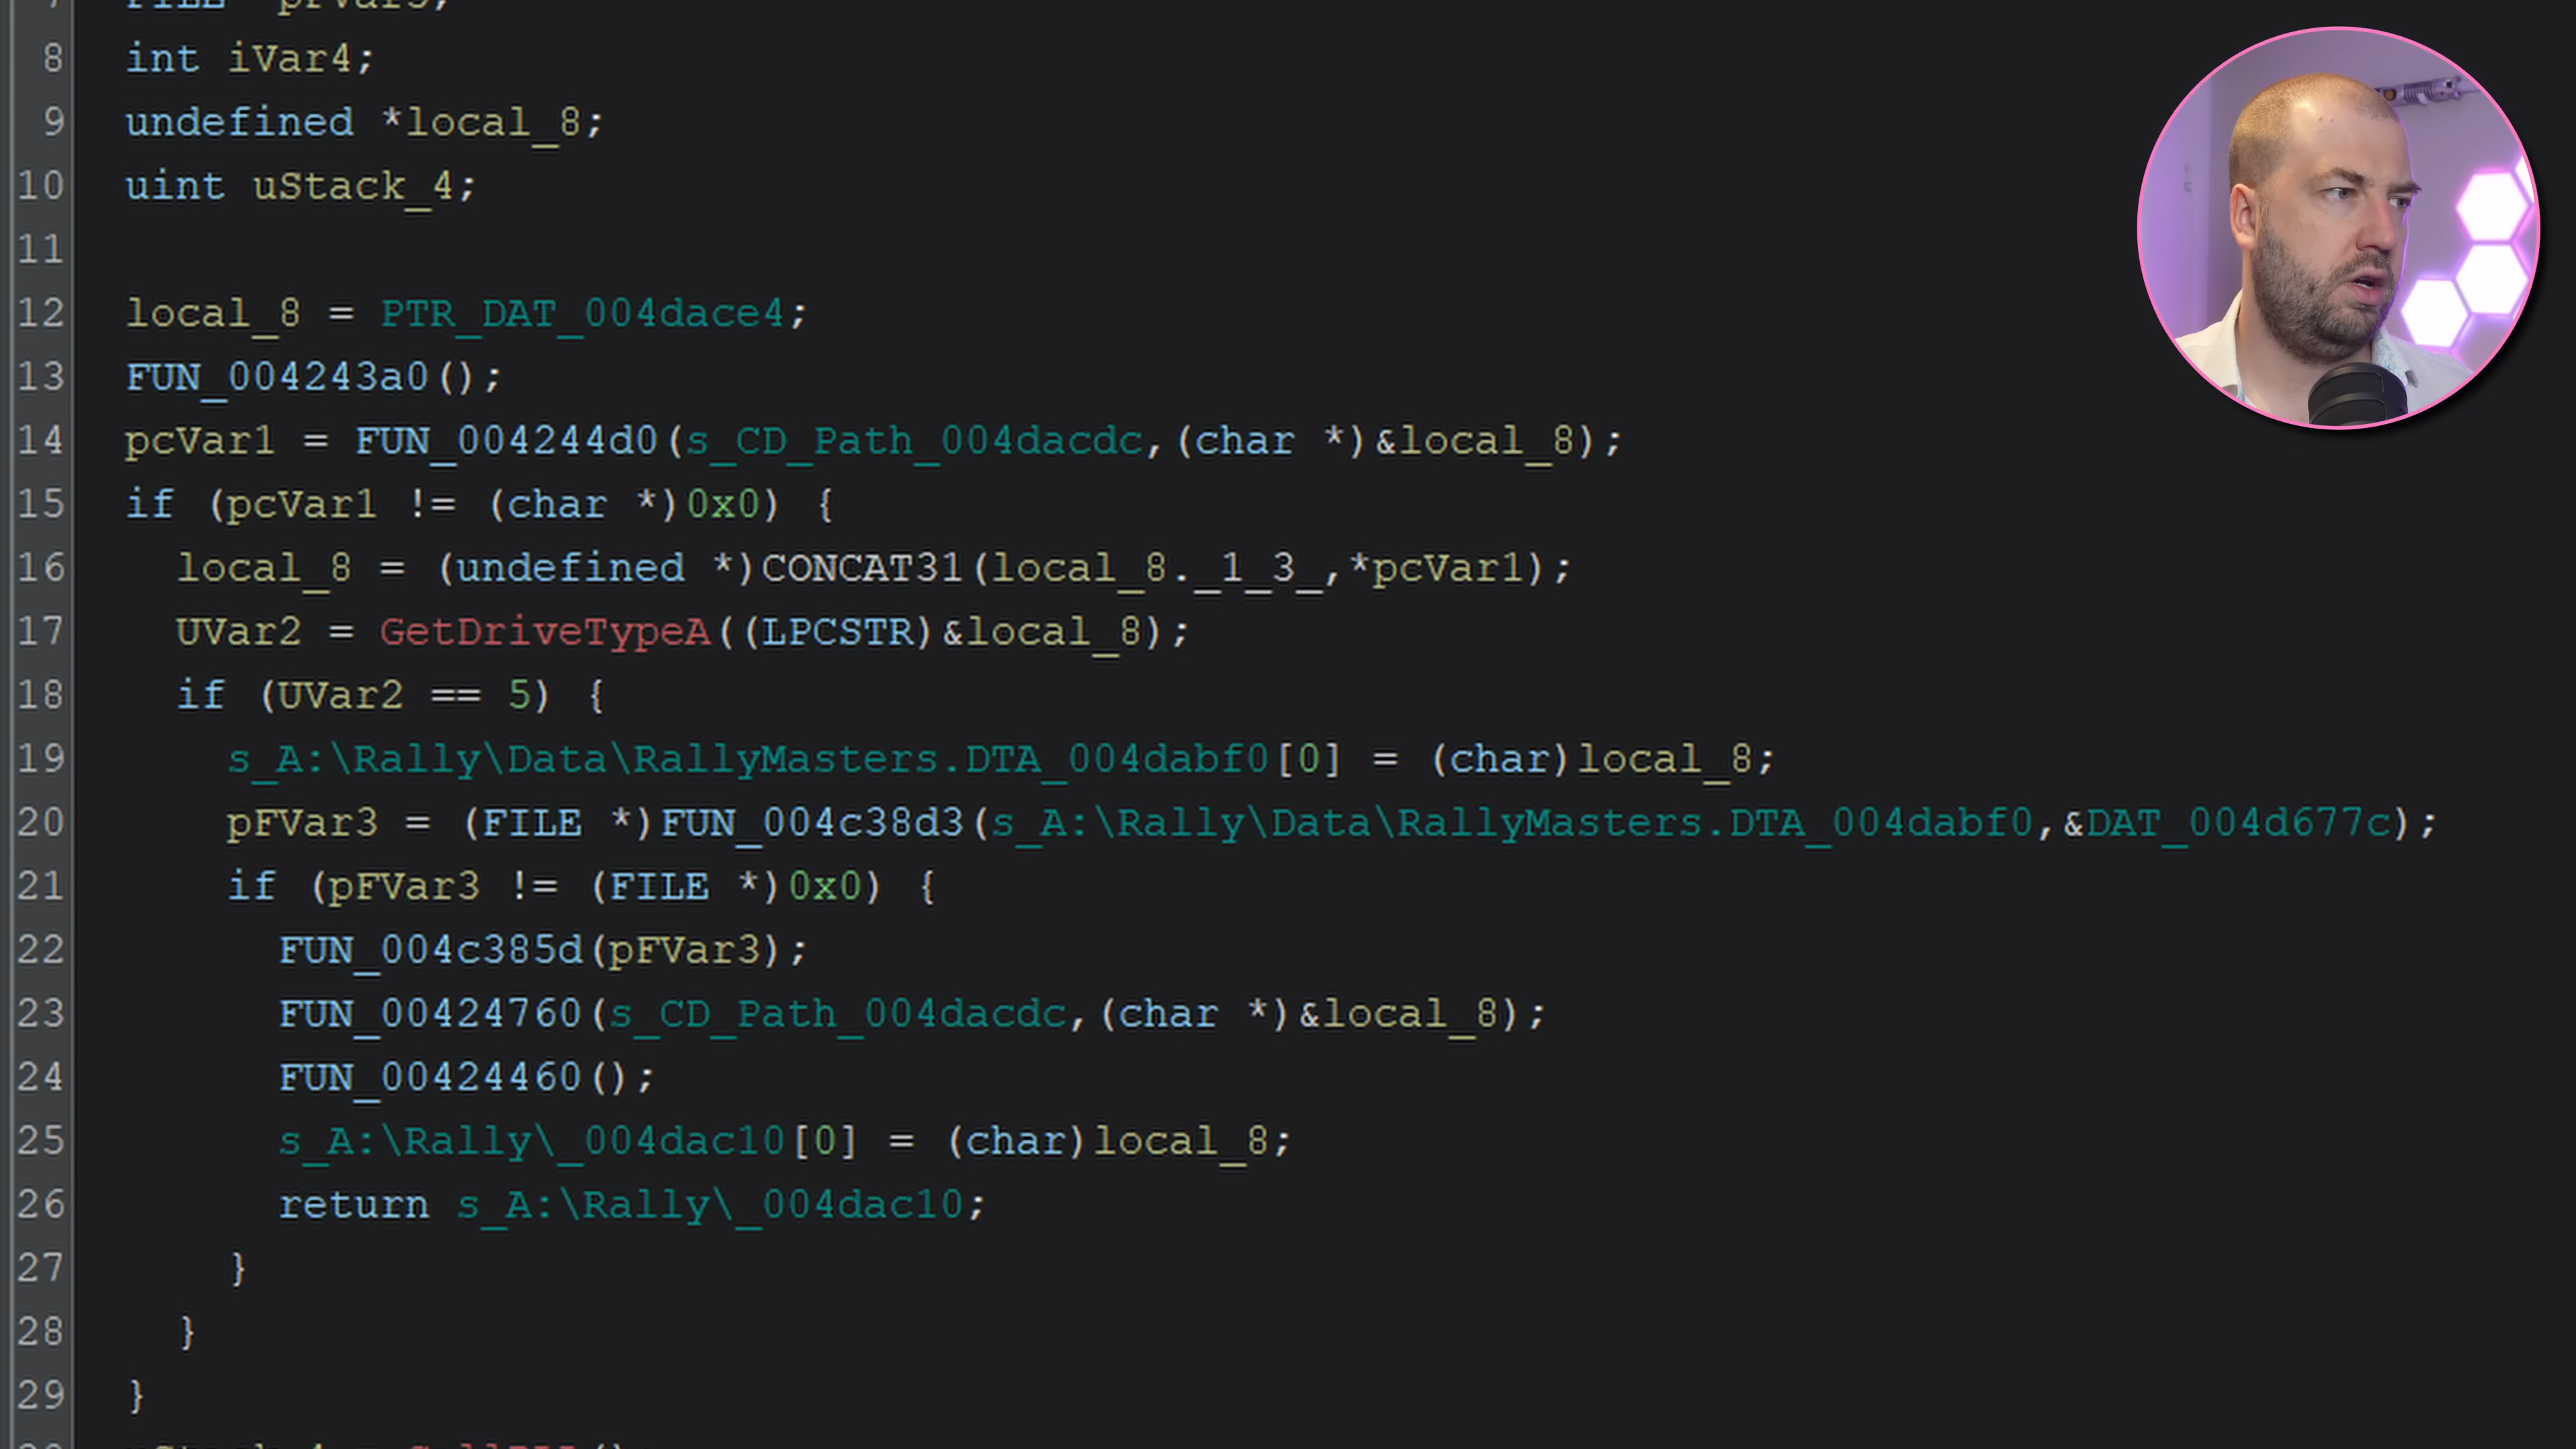 8 int iVar4;
9 undefined *local_8;
10 uint uStack_4;
11
12 local_8 = PTR_DAT_004dace4;
13 FUN_004243a0();
14 pcVar1 = FUN_004244d0(s_CD_Path_004dacdc,(char *)&local_8);
15 if (pcVar1 != (char *)0x0) {
16 local_8 = (undefined *)CONCAT31(local_8._1_3_,*pcVar1);
17 UVar2 = GetDriveTypeA((LPCSTR)&local_8);
18 if (UVar2 == 5) {
19 s_A:\Rally\Data\RallyMasters.DTA_004dabf0[0] = (char)local_8;
20 pFVar3 = (FILE *)FUN_004c38d3(s_A:\Rally\Data\RallyMasters.DTA_004dabf0,&DAT_004d677c);
21 if (pFVar3 != (FILE *)0x0) {
22 FUN_004c385d(pFVar3);
23 FUN_00424760(s_CD_Path_004dacdc,(char *)&local_8);
24 FUN_00424460();
25 s_A:\Rally\_004dac10[0] = (char)local_8;
26 return s_A:\Rally\_004dac10;
27 }
28 }
29 }